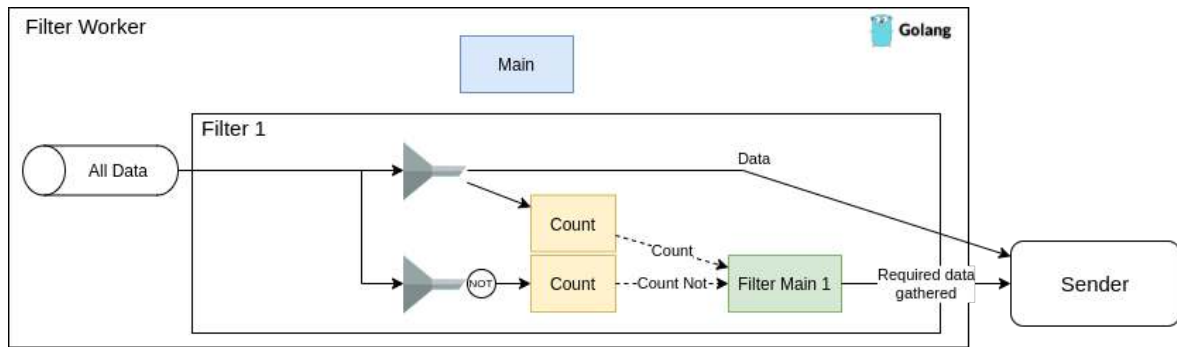 Filter Worker
Golang
Main
Filter 1
All Data
Data
Count
Count
NOT
Count
Count Not
Filter Main 1
Required data
gathered
Sender